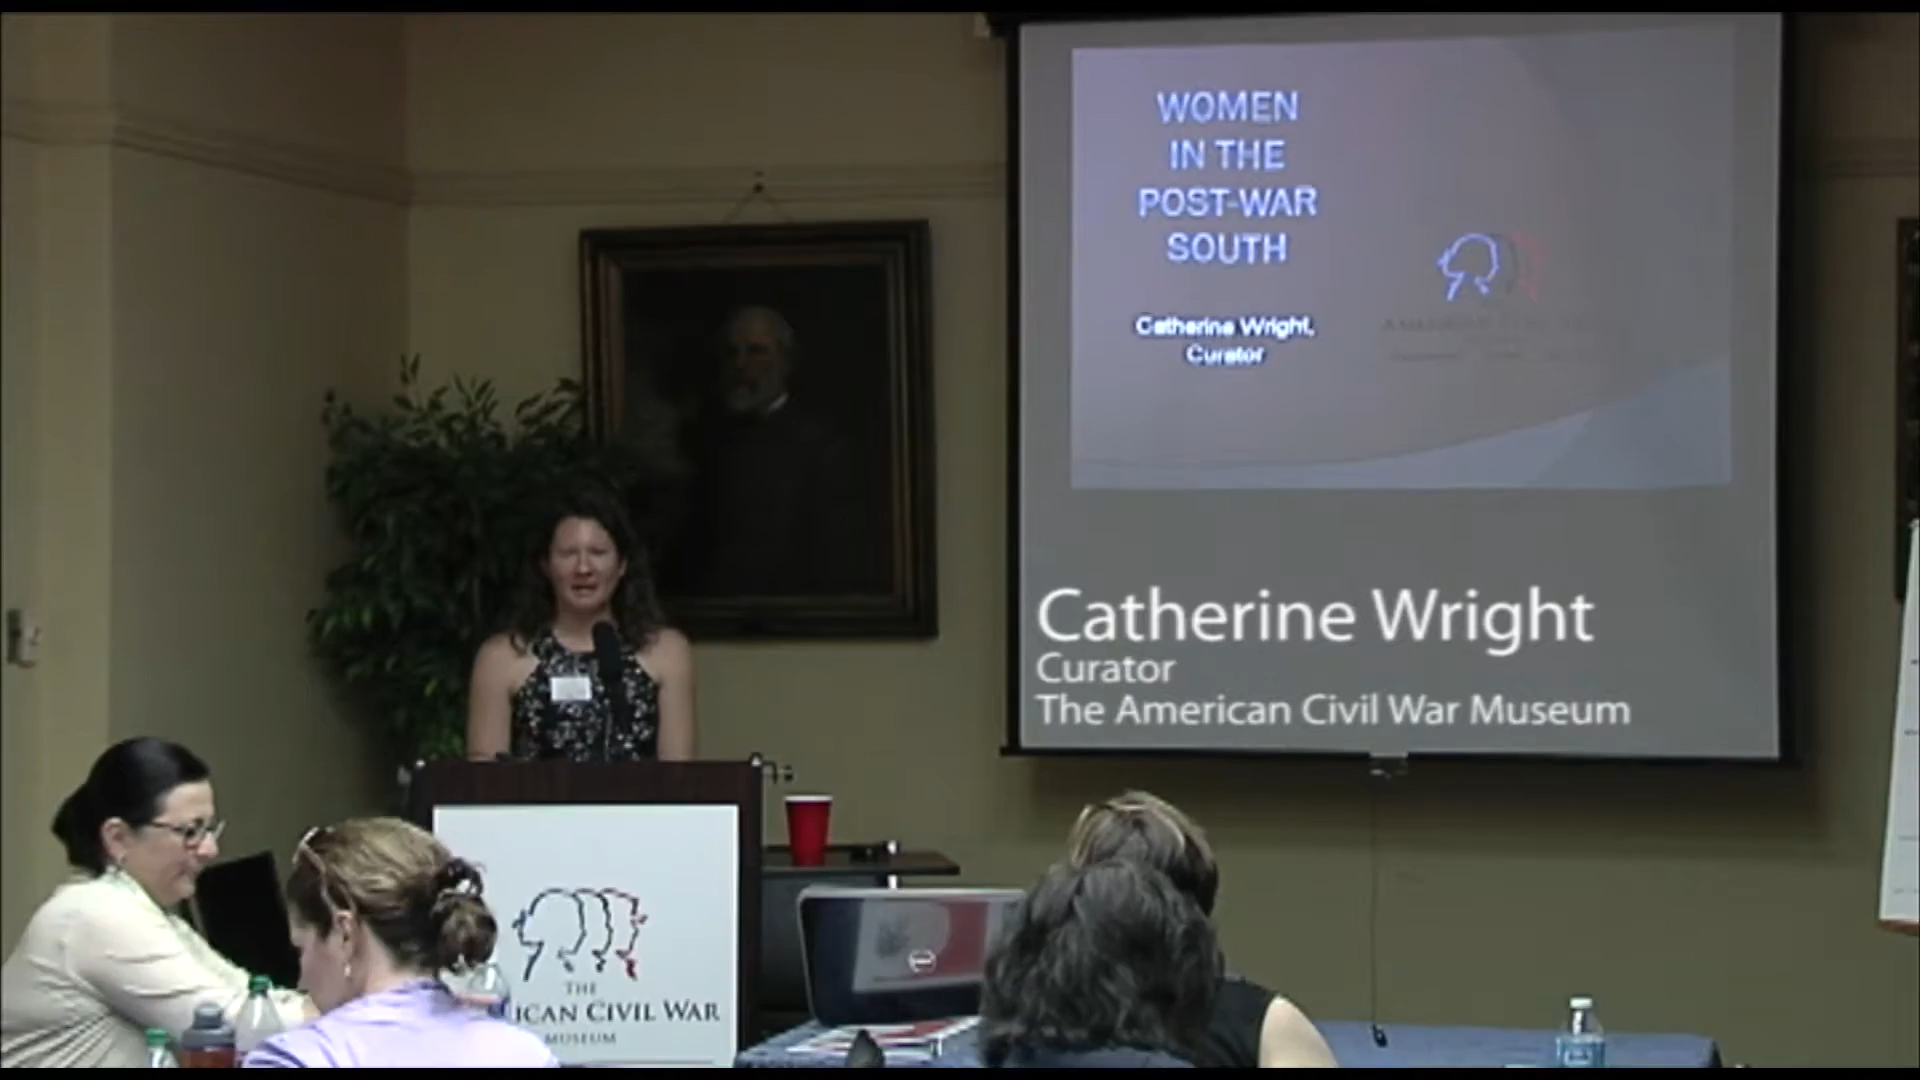 WOMEN
IN THE
POST-WAR
SOUTH
Catherine Wright,
Curator
Catherine Wright
Curator
The American Civil War Museum
THE
ICAN CIVIL WAR
MUSEUM